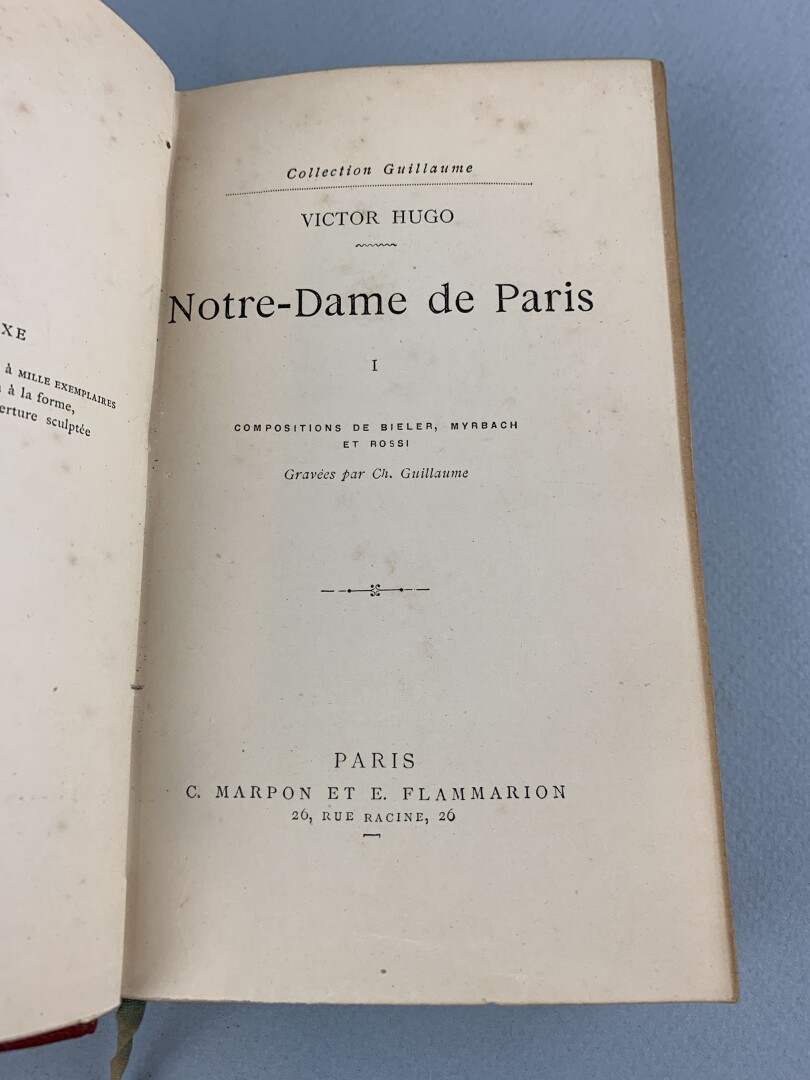 XE
à MILLE EXEMPLAIRES
à la forme,
erture sculptée
Collection Guillaume
VICTOR HUGO
Notre-Dame de Paris
I
COMPOSITIONS DE BIELER, MYRBACH
ET ROSSI
Gravées par Ch. Guillaume
PARIS
C. MARPON ET E. FLAMMARION
26, RUE RACINE, 26